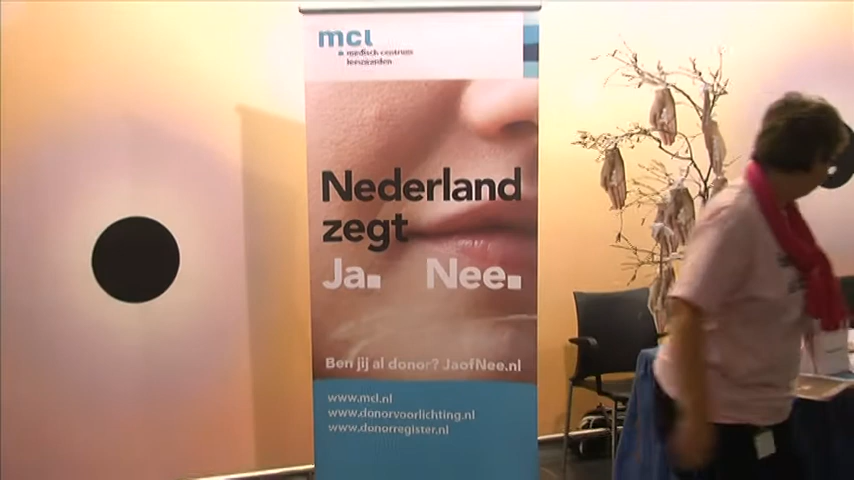 mcl
medisch centrum
leeuwarden
Nederland
zegt
Ja. Nee.
Ben jij al donor? JaofNee.nl
www.mcl.nl
www.donorvoorlichting.nl
www.donorregister.nl